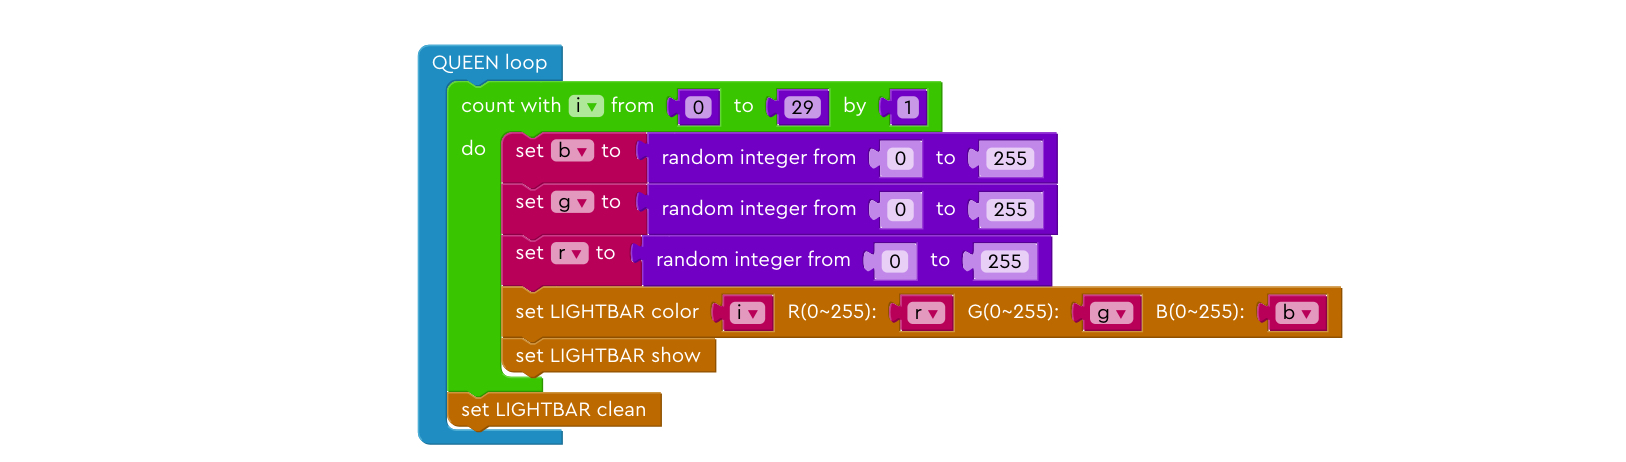 QUEEN loop
count with i from 0 to 29 by 1
do set b to random integer from 0 to 255
set g to random integer from 0 to 255
set r to random integer from 0 to 255
set LIGHTBAR color i R(0~255): r G(0~255): g B(0~255): b
set LIGHTBAR show
set LIGHTBAR clean